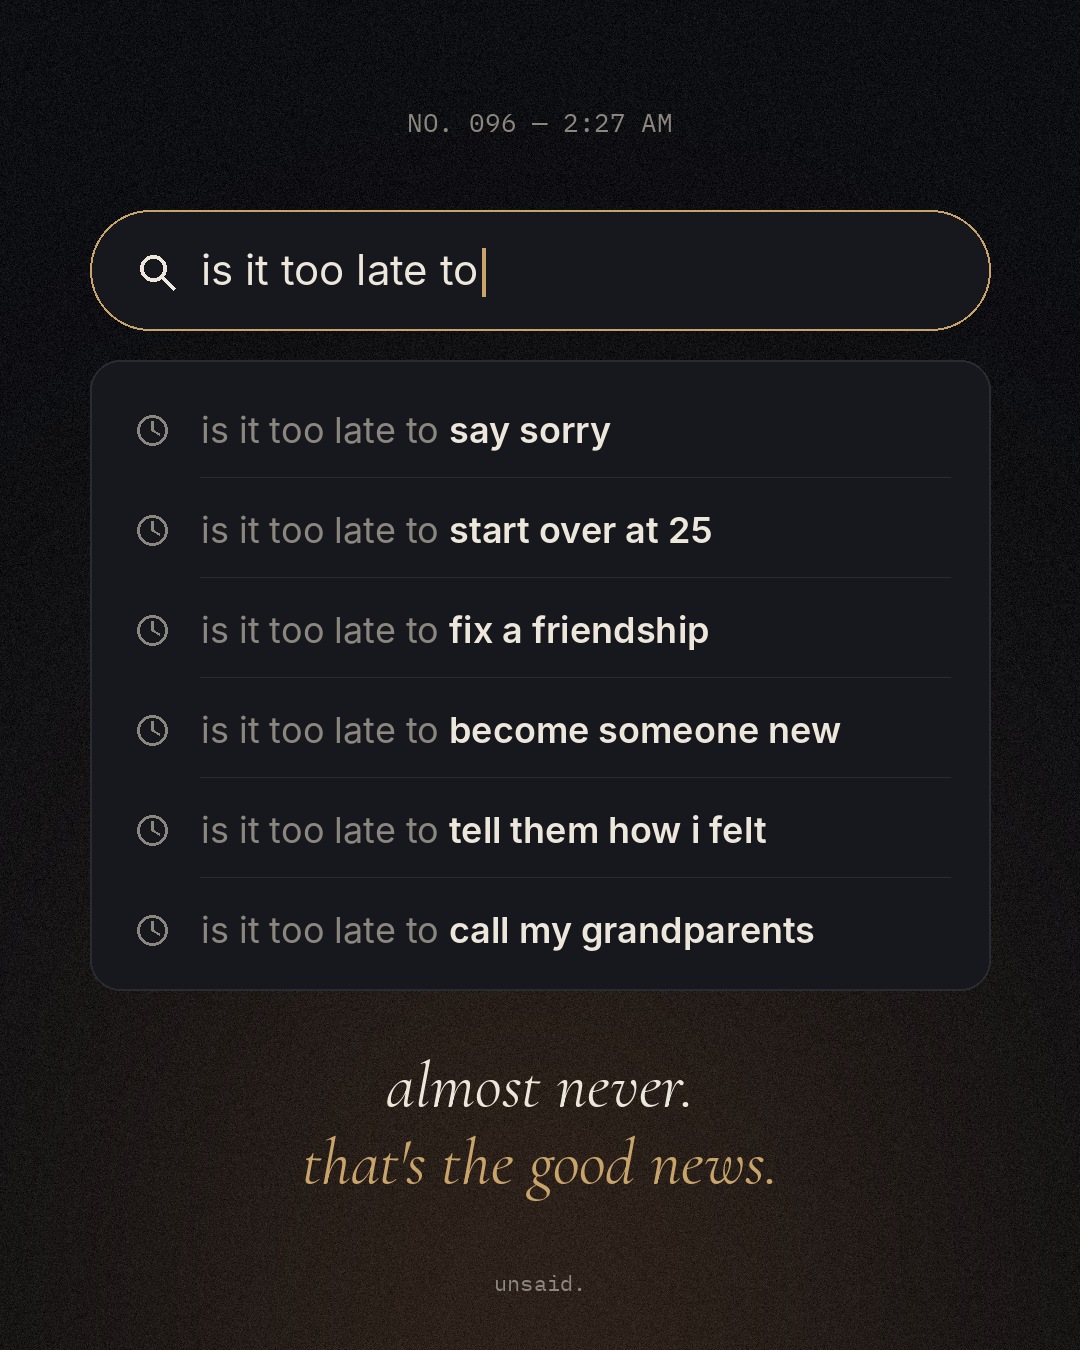 NO. 096 — 2:27 AM
is it too late to
is it too late to say sorry
is it too late to start over at 25
is it too late to fix a friendship
is it too late to become someone new
is it too late to tell them how i felt
is it too late to call my grandparents
almost never.
that's the good news.
unsaid.